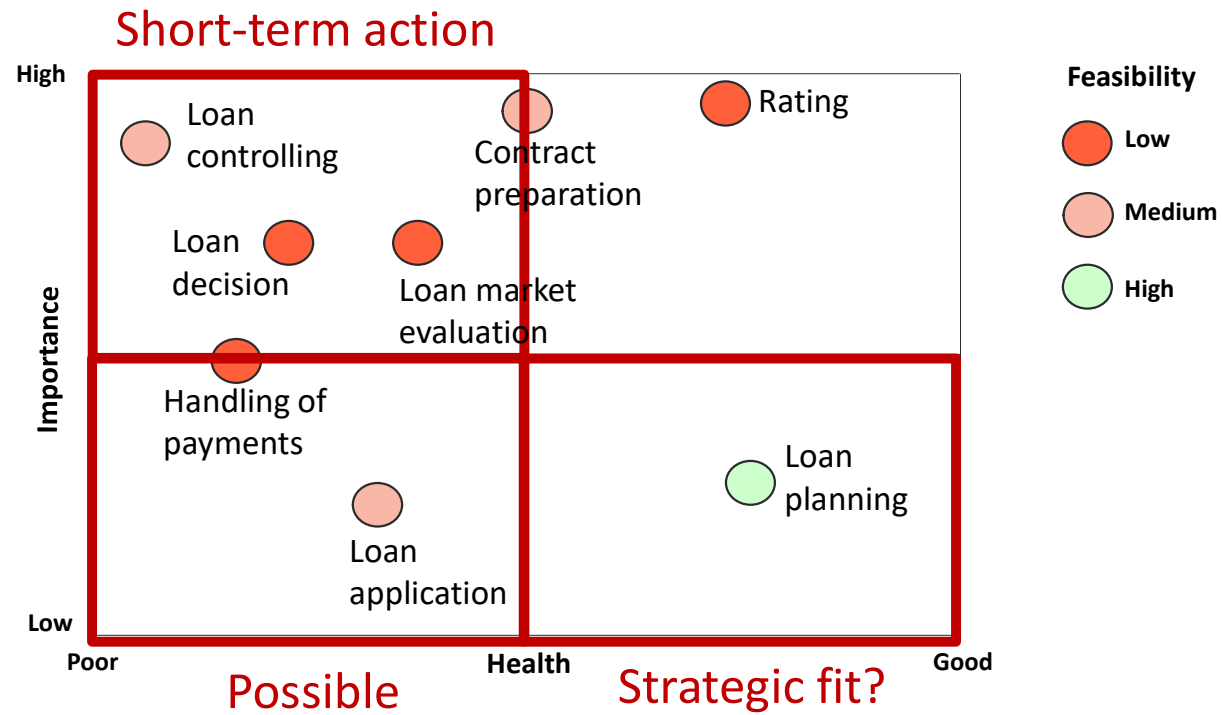 Short-term action
High
Feasibility
Loan
controlling
Rating
Low
Contract
preparation
Medium
Loan
decision
Loan market
evaluation
High
Importance
Handling of
payments
Loan
planning
Loan
application
Low
Poor
Health
Good
Possible
Strategic fit?